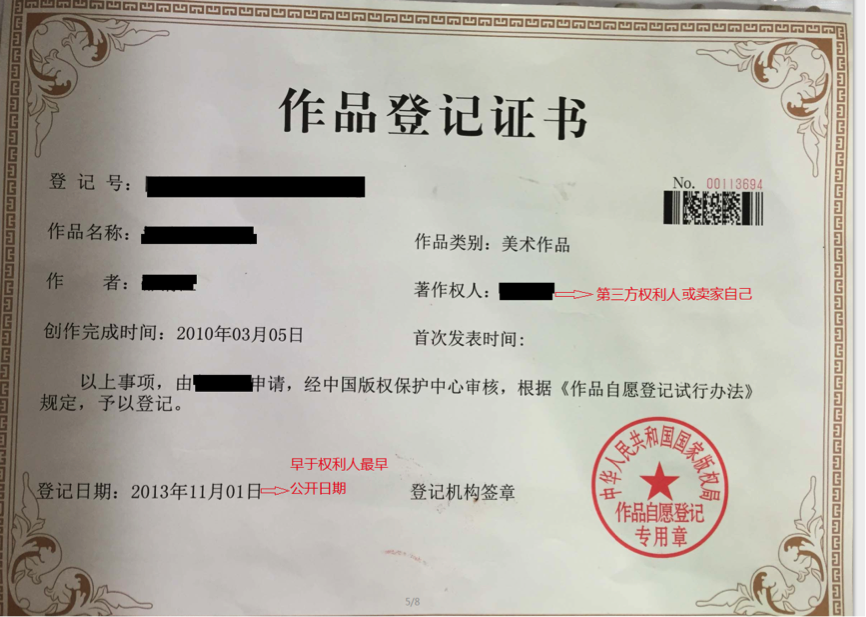 作品登记证书
登 记 号：
No. 00113694
作品名称：
作品类别：美术作品
作 者：
著作权人： 第三方权利人或卖家自己
创作完成时间：2010年03月05日
首次发表时间：
以上事项，由 申请，经中国版权保护中心审核，根据《作品自愿登记试行办法》
规定，予以登记。
早于权利人最早
登记日期：2013年11月01日 公开日期
登记机构签章
中华人民共和国国家版权局
作品自愿登记
专用章
5/8